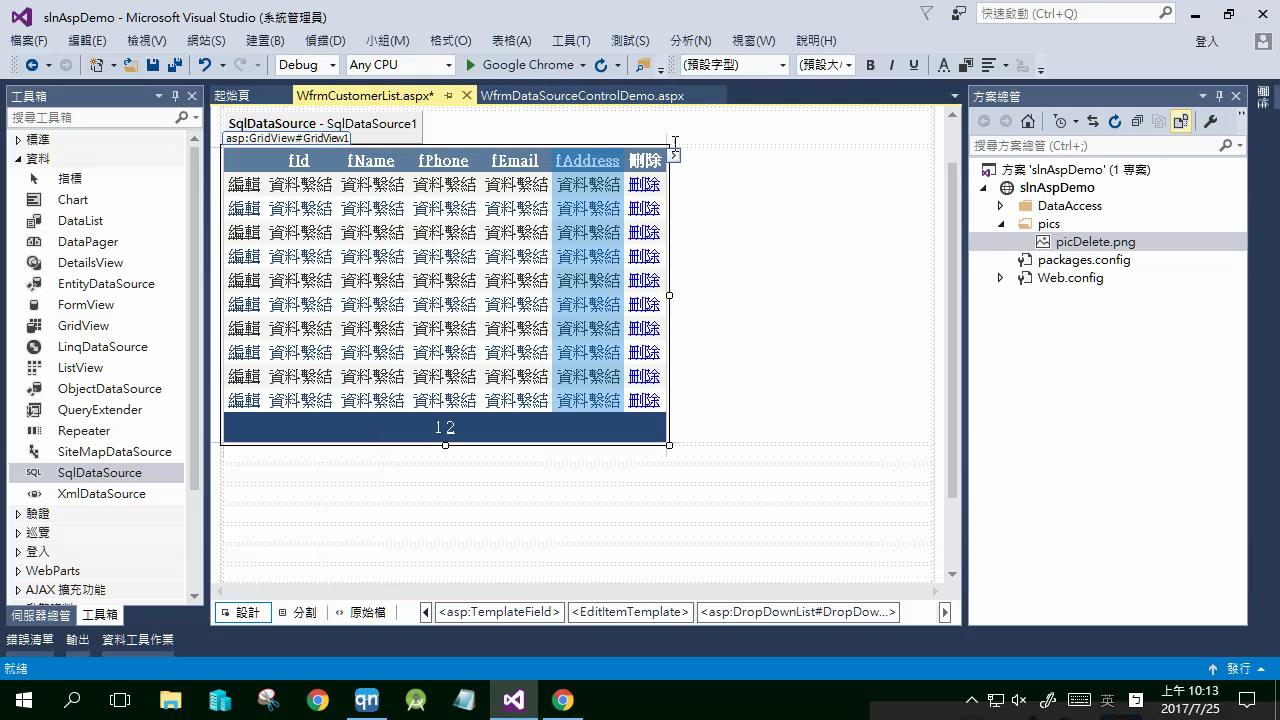 slnAspDemo - Microsoft Visual Studio (系統管理員)
快速啟動 (Ctrl+Q)
檔案(F) 編輯(E) 檢視(V) 網站(S) 建置(B) 偵錯(D) 小組(M) 格式(O) 表格(A) 工具(T) 測試(S) 分析(N) 視窗(W) 說明(H) 登入
Debug Any CPU Google Chrome (預設字型) (預設大/ B I U A
工具箱
搜尋工具箱
標準
資料
指標
Chart
DataList
DataPager
DetailsView
EntityDataSource
FormView
GridView
LinqDataSource
ListView
ObjectDataSource
QueryExtender
Repeater
SiteMapDataSource
SQL SqlDataSource
XmlDataSource
驗證
巡覽
登入
WebParts
AJAX 擴充功能
伺服器總管 工具箱
起始頁 WfrmCustomerList.aspx* WfrmDataSourceControlDemo.aspx
SqlDataSource - SqlDataSource1
asp:GridView#GridView1
fId fName fPhone fEmail fAddress 刪除
編輯 資料繫結 資料繫結 資料繫結 資料繫結 資料繫結 刪除
編輯 資料繫結 資料繫結 資料繫結 資料繫結 資料繫結 刪除
編輯 資料繫結 資料繫結 資料繫結 資料繫結 資料繫結 刪除
編輯 資料繫結 資料繫結 資料繫結 資料繫結 資料繫結 刪除
編輯 資料繫結 資料繫結 資料繫結 資料繫結 資料繫結 刪除
編輯 資料繫結 資料繫結 資料繫結 資料繫結 資料繫結 刪除
編輯 資料繫結 資料繫結 資料繫結 資料繫結 資料繫結 刪除
編輯 資料繫結 資料繫結 資料繫結 資料繫結 資料繫結 刪除
編輯 資料繫結 資料繫結 資料繫結 資料繫結 資料繫結 刪除
編輯 資料繫結 資料繫結 資料繫結 資料繫結 資料繫結 刪除
1 2
設計 分割 原始檔 <asp:TemplateField> <EditItemTemplate> <asp:DropDownList#DropDow...>
方案總管
搜尋方案總管 (Ctrl+;)
方案 'slnAspDemo' (1 專案)
slnAspDemo
DataAccess
pics
picDelete.png
packages.config
Web.config
錯誤清單 輸出 資料工具作業
就緒 發行
qn 英 上午 10:13
2017/7/25